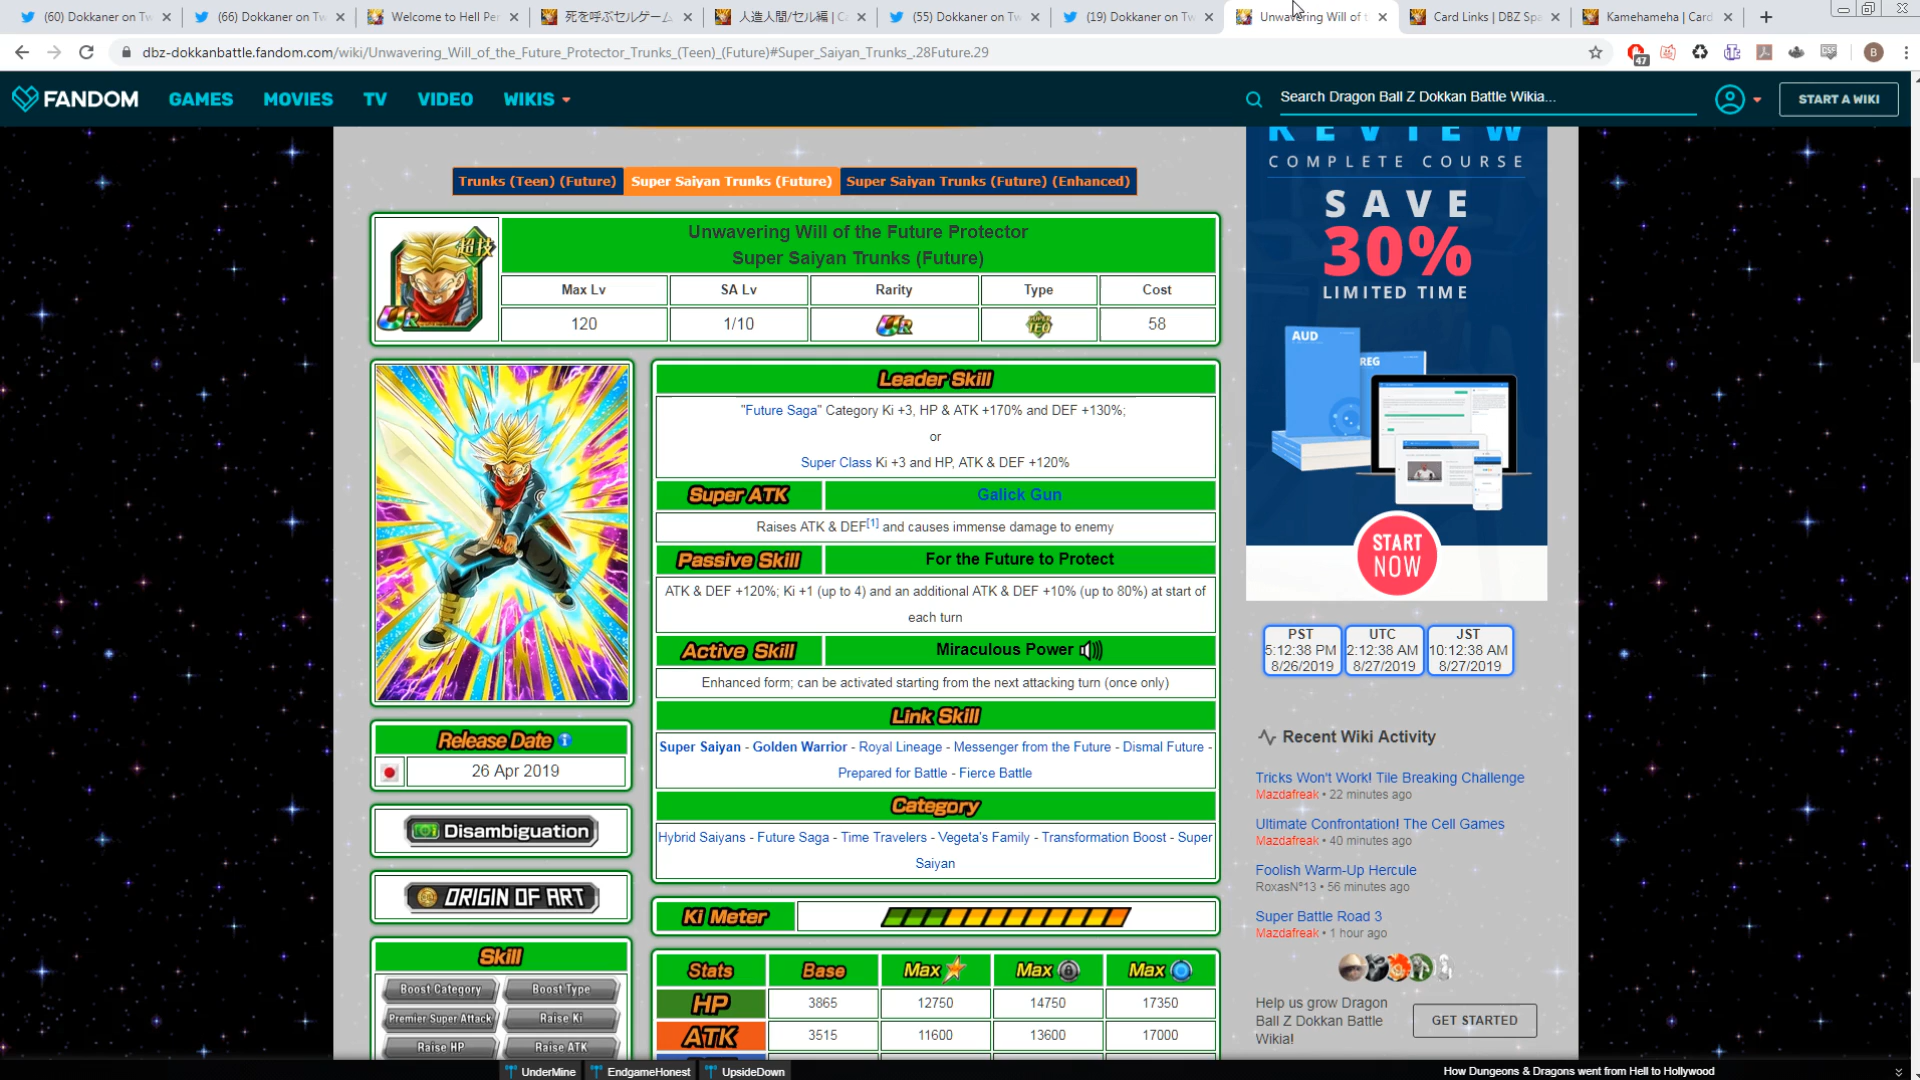 (60) Dokkaner on Tw
(66) Dokkaner on Tw
Welcome to Hell Per
死を呼ぶセルゲーム
人造人間/セル編 | C
(55) Dokkaner on Tw
(19) Dokkaner on Tw
Unwavering Will of t
Card Links | DBZ Spa
Kamehameha | Card
dbz-dokkanbattle.fandom.com/wiki/Unwavering_Will_of_the_Future_Protector_Trunks_(Teen)_(Future)#Super_Saiyan_Trunks_.28Future.29
47
B
FANDOM
GAMES
MOVIES
TV
VIDEO
WIKIS
Search Dragon Ball Z Dokkan Battle Wikia...
START A WIKI
REVIEW
COMPLETE COURSE
SAVE
30%
LIMITED TIME
AUD
REG
START
NOW
Trunks (Teen) (Future)
Super Saiyan Trunks (Future)
Super Saiyan Trunks (Future) (Enhanced)
超技
UR
Unwavering Will of the Future Protector
Super Saiyan Trunks (Future)
Max Lv
SA Lv
Rarity
Type
Cost
120
1/10
UR
SUPER
TEQ
58
Leader Skill
"Future Saga" Category Ki +3, HP & ATK +170% and DEF +130%;
or
Super Class Ki +3 and HP, ATK & DEF +120%
Super ATK
Galick Gun
Raises ATK & DEF[1] and causes immense damage to enemy
Passive Skill
For the Future to Protect
ATK & DEF +120%; Ki +1 (up to 4) and an additional ATK & DEF +10% (up to 80%) at start of
each turn
Active Skill
Miraculous Power
Enhanced form; can be activated starting from the next attacking turn (once only)
Link Skill
Super Saiyan - Golden Warrior - Royal Lineage - Messenger from the Future - Dismal Future -
Prepared for Battle - Fierce Battle
Category
Hybrid Saiyans - Future Saga - Time Travelers - Vegeta's Family - Transformation Boost - Super
Saiyan
Ki Meter
Stats
Base
Max
Max
Max
HP
3865
12750
14750
17350
ATK
3515
11600
13600
17000
Release Date
26 Apr 2019
Disambiguation
ORIGIN OF ART
Skill
Boost Category
Boost Type
Premier Super Attack
Raise Ki
Raise HP
Raise ATK
PST
5:12:38 PM
8/26/2019
UTC
2:12:38 AM
8/27/2019
JST
10:12:38 AM
8/27/2019
Recent Wiki Activity
Tricks Won't Work! Tile Breaking Challenge
Mazdafreak • 22 minutes ago
Ultimate Confrontation! The Cell Games
Mazdafreak • 40 minutes ago
Foolish Warm-Up Hercule
RoxasN°13 • 56 minutes ago
Super Battle Road 3
Mazdafreak • 1 hour ago
Help us grow Dragon
Ball Z Dokkan Battle
Wikia!
GET STARTED
UnderMine
EndgameHonest
UpsideDown
How Dungeons & Dragons went from Hell to Hollywood